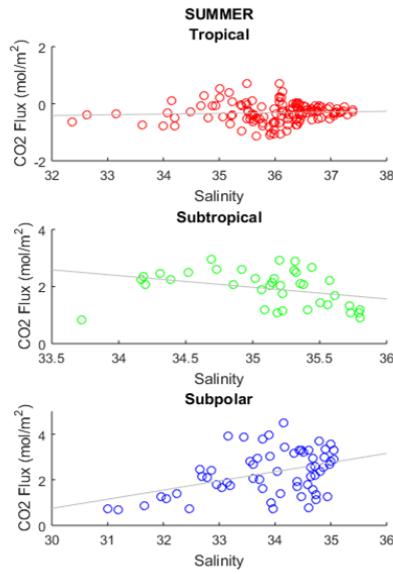 SUMMER
Tropical
CO2 Flux (mol/m²)
2
0
-2
32 33 34 35 36 37 38
Salinity
Subtropical
CO2 Flux (mol/m²)
4
2
0
33.5 34 34.5 35 35.5 36
Salinity
Subpolar
CO2 Flux (mol/m²)
4
2
0
30 31 32 33 34 35 36
Salinity